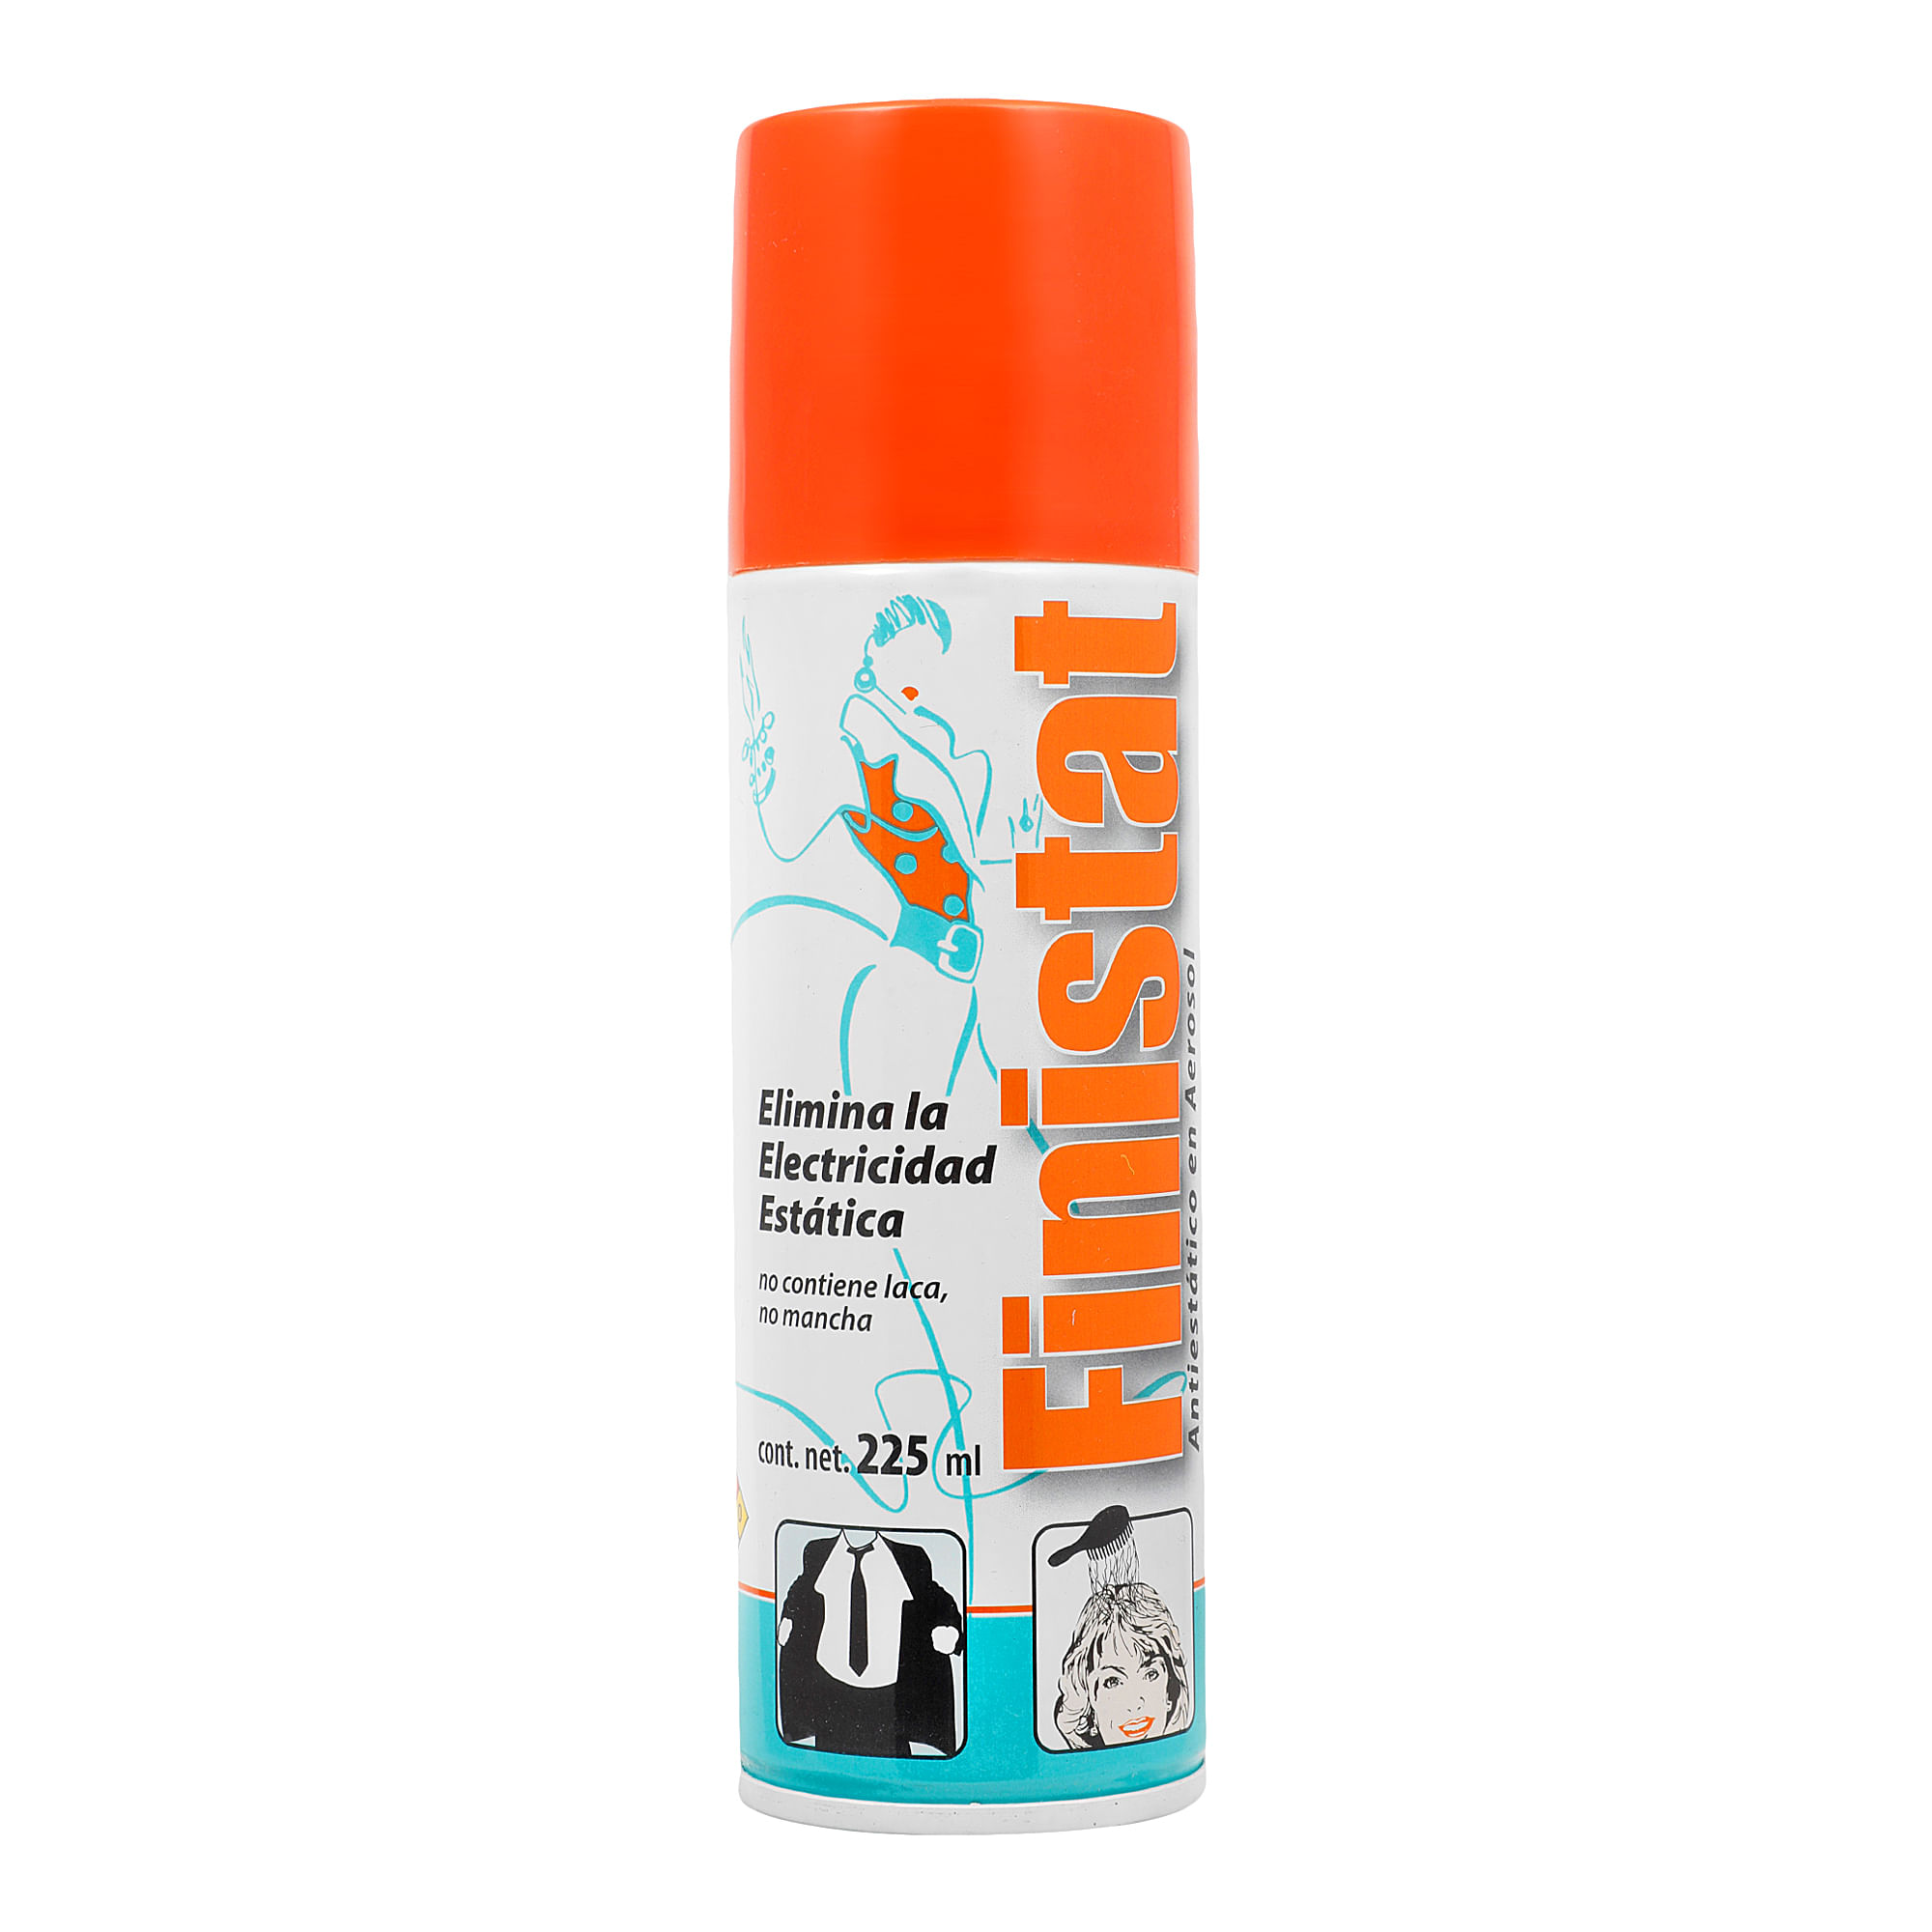 Finistat
Antiestático en Aerosol
Elimina la
Electricidad
Estática
no contiene laca,
no mancha
cont. net. 225 ml